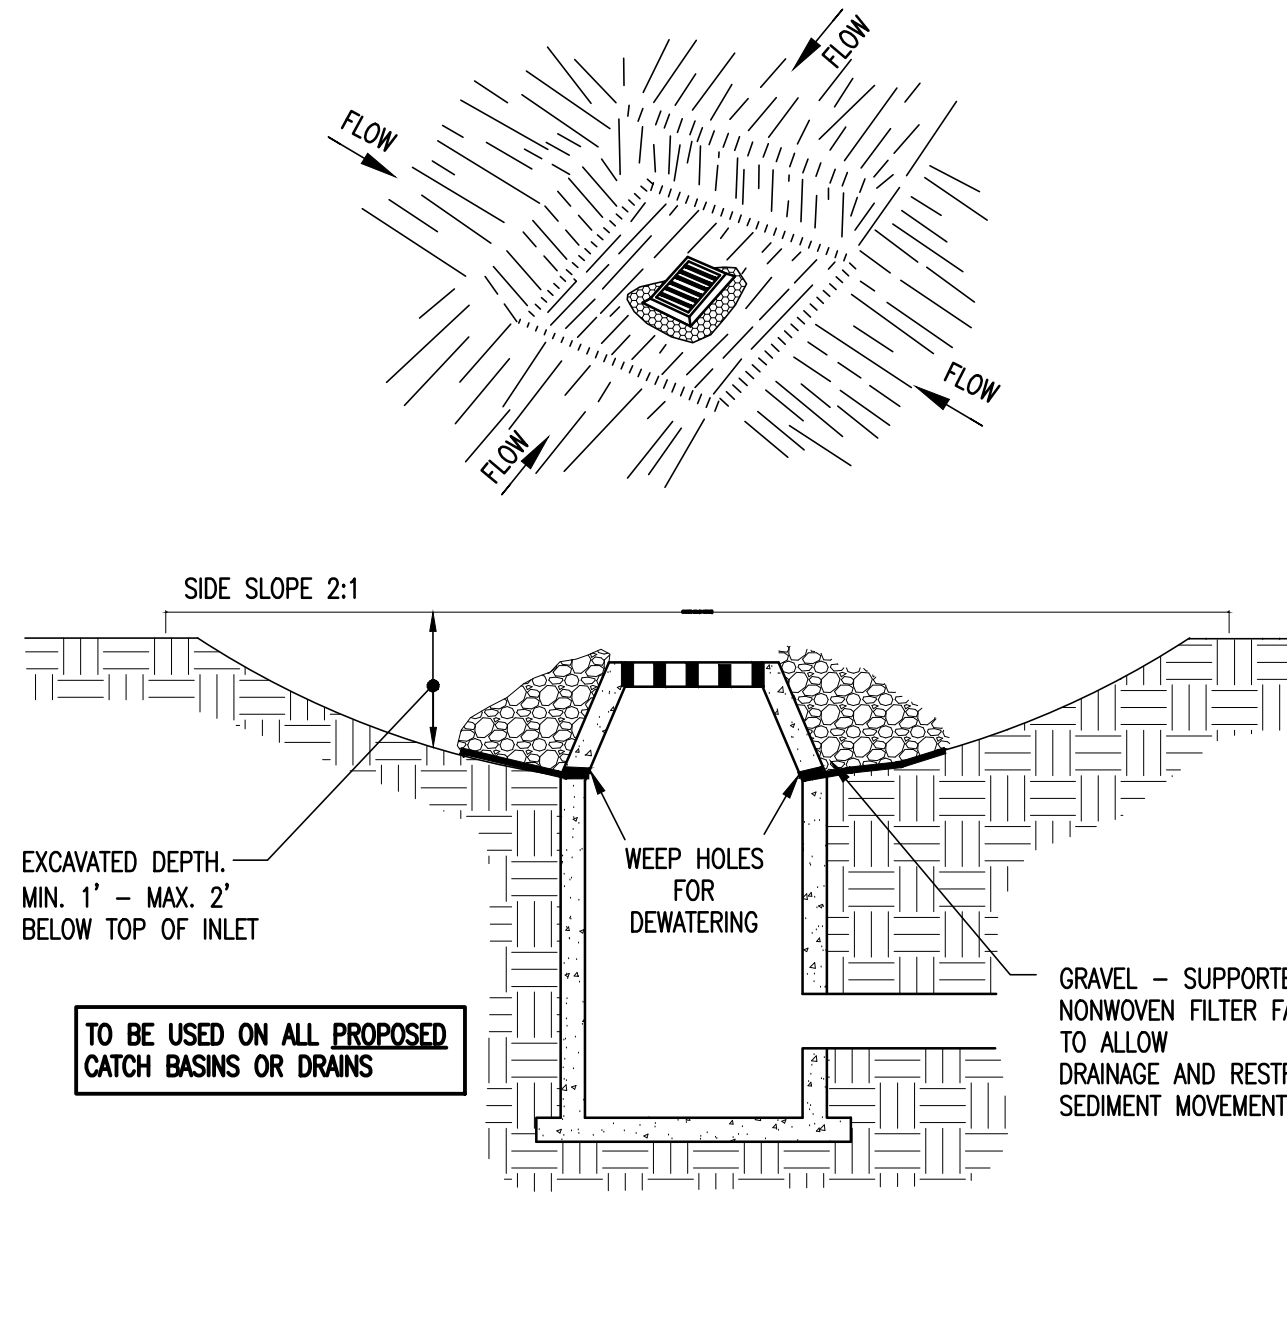 FLOW
FLOW
FLOW
FLOW
SIDE SLOPE 2:1
EXCAVATED DEPTH.
MIN. 1' – MAX. 2'
BELOW TOP OF INLET
WEEP HOLES
FOR
DEWATERING
TO BE USED ON ALL PROPOSED
CATCH BASINS OR DRAINS
GRAVEL – SUPPORTE
NONWOVEN FILTER FA
TO ALLOW
DRAINAGE AND RESTR
SEDIMENT MOVEMENT